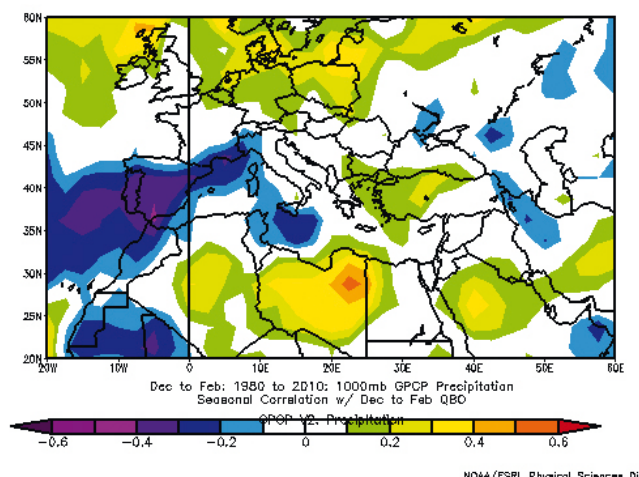 60N
50N
45N
40N
35N
30N
25N
20N
20W 10W 0 10E 20E 30E 40E 50E 60E
Dec to Feb: 1980 to 2010: 1000mb GPCP Precipitation
Seasonal Correlation w/ Dec to Feb QBO
GPCP V2. Precipitation
-0.6 -0.4 -0.2 0 0.2 0.4 0.6
NOAA/ESRL Physical Sciences Di